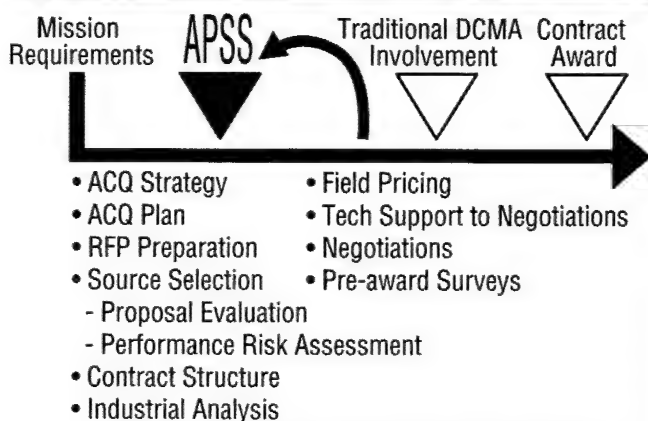 Mission Requirements
APSS
Traditional DCMA Involvement
Contract Award
• ACQ Strategy
• ACQ Plan
• RFP Preparation
• Source Selection
- Proposal Evaluation
- Performance Risk Assessment
• Contract Structure
• Industrial Analysis
• Field Pricing
• Tech Support to Negotiations
• Negotiations
• Pre-award Surveys